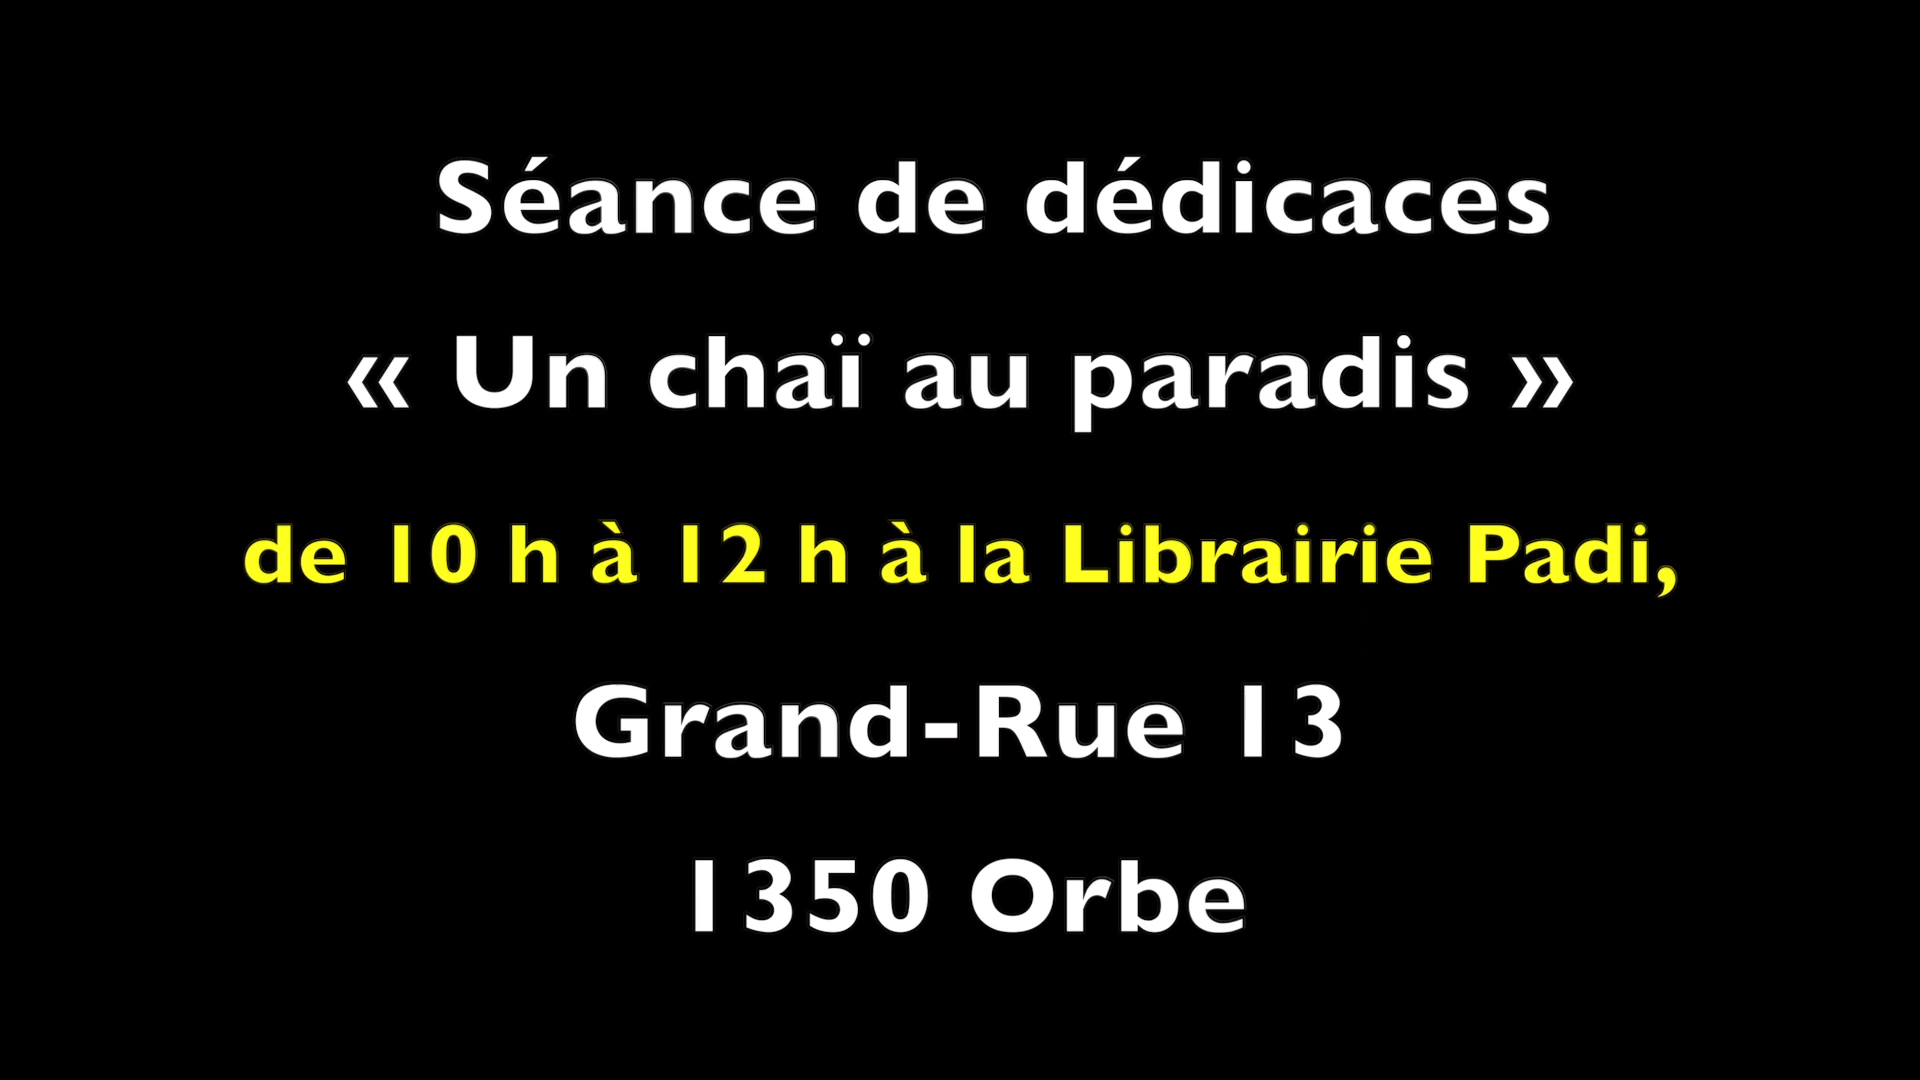 Séance de dédicaces
« Un chaï au paradis »
de 10 h à 12 h à la Librairie Padi,
Grand-Rue 13
1350 Orbe